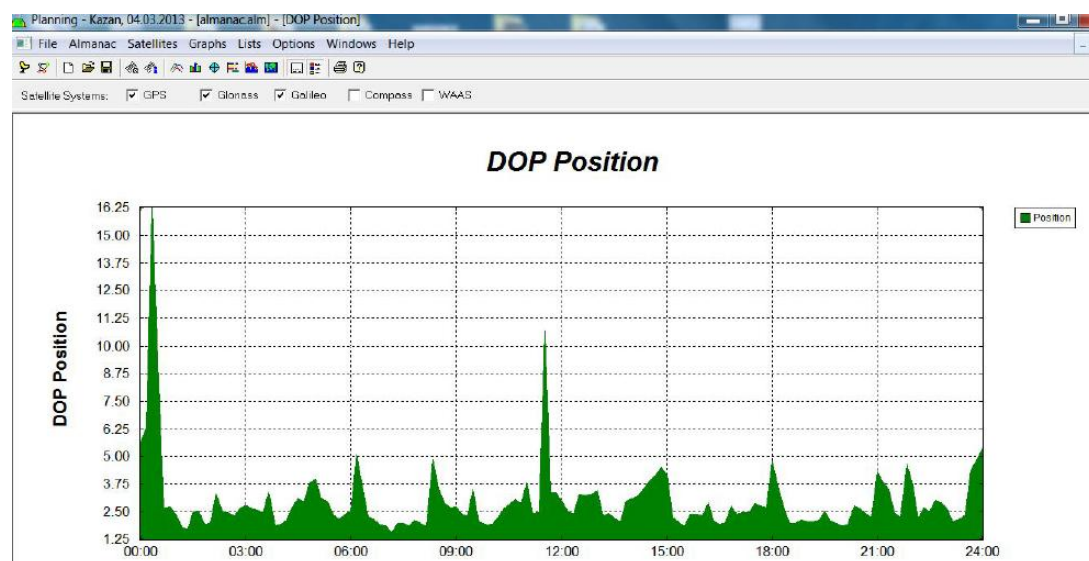 Planning - Kazan, 04.03.2013 - [almanac.alm] - [DOP Position]
File Almanac Satellites Graphs Lists Options Windows Help
Satellite Systems: GPS Glonass Galileo Compass WAAS
DOP Position
Position
DOP Position
16.25
15.00
13.75
12.50
11.25
10.00
8.75
7.50
6.25
5.00
3.75
2.50
1.25
00:00 03:00 06:00 09:00 12:00 15:00 18:00 21:00 24:00